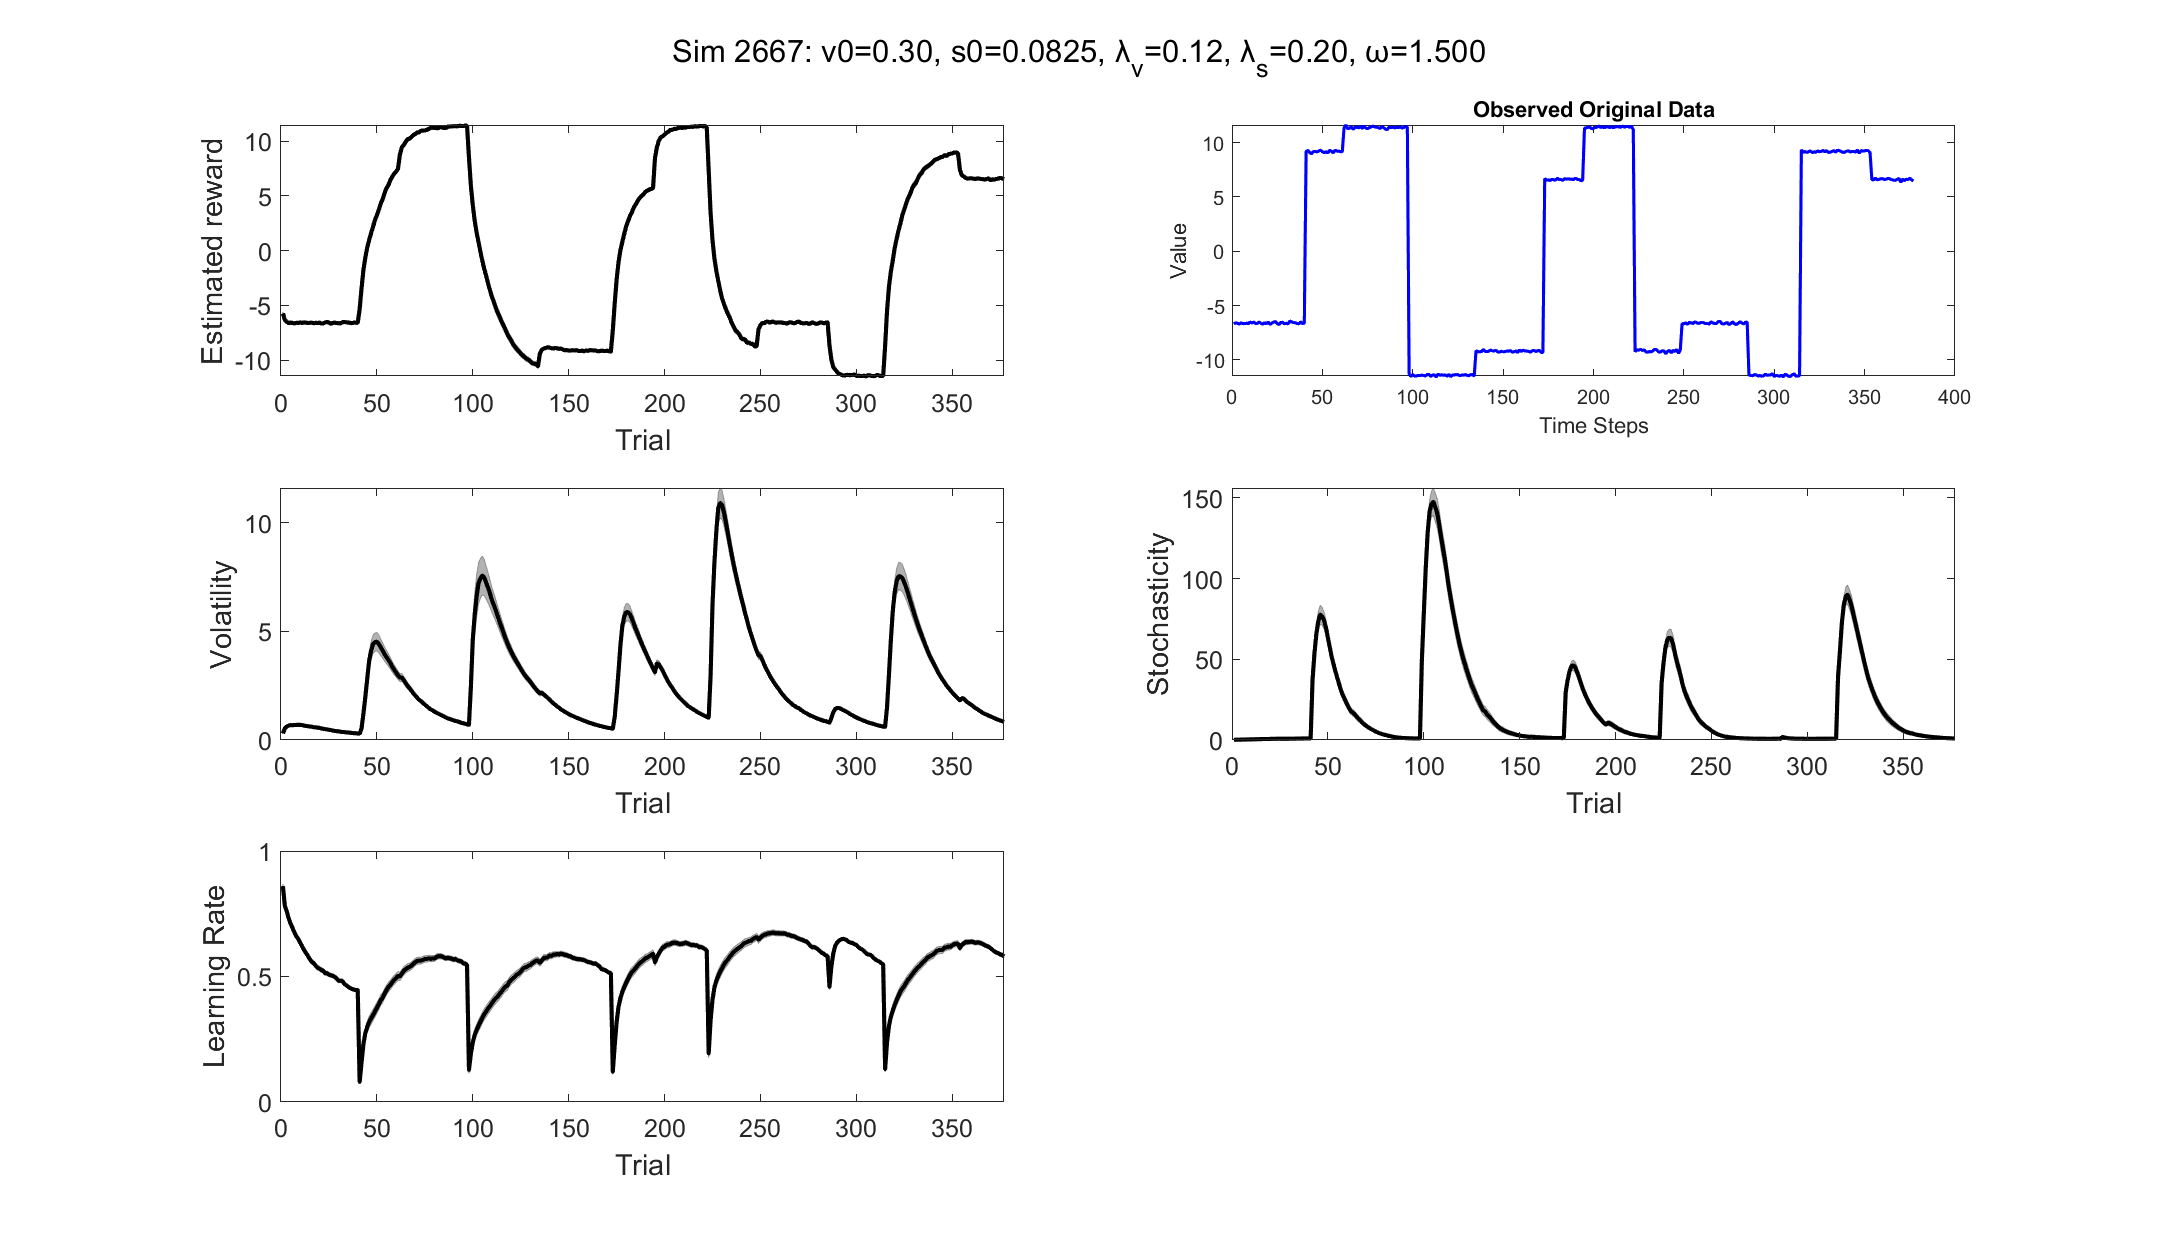 Sim 2667: v0=0.30, s0=0.0825, λ_v=0.12, λ_s=0.20, ω=1.500
Estimated reward
10
5
0
-5
-10
0 50 100 150 200 250 300 350
Trial
Observed Original Data
Value
10
5
0
-5
-10
0 50 100 150 200 250 300 350 400
Time Steps
Volatility
10
5
0
0 50 100 150 200 250 300 350
Trial
Stochasticity
150
100
50
0
0 50 100 150 200 250 300 350
Trial
Learning Rate
1
0.5
0
0 50 100 150 200 250 300 350
Trial